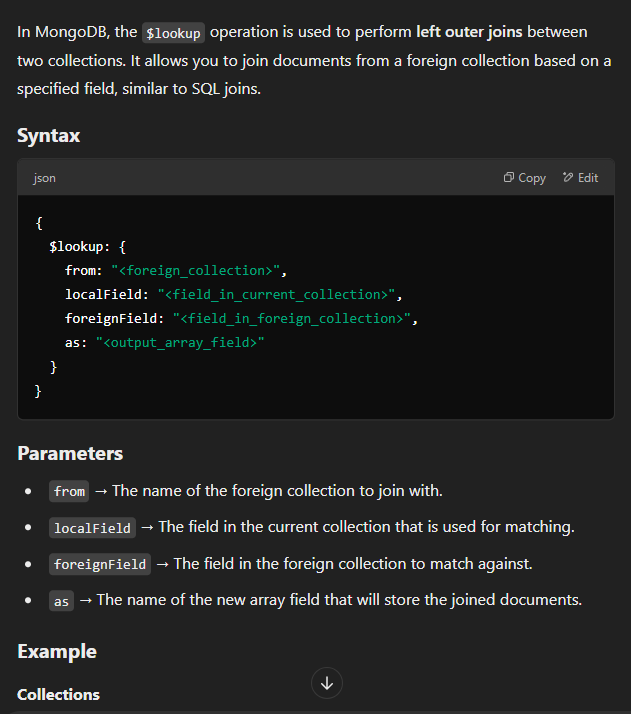 In MongoDB, the $lookup operation is used to perform left outer joins between
two collections. It allows you to join documents from a foreign collection based on a
specified field, similar to SQL joins.
Syntax
json Copy Edit
{
  $lookup: {
    from: "<foreign_collection>",
    localField: "<field_in_current_collection>",
    foreignField: "<field_in_foreign_collection>",
    as: "<output_array_field>"
  }
}
Parameters
• from → The name of the foreign collection to join with.
• localField → The field in the current collection that is used for matching.
• foreignField → The field in the foreign collection to match against.
• as → The name of the new array field that will store the joined documents.
Example
Collections